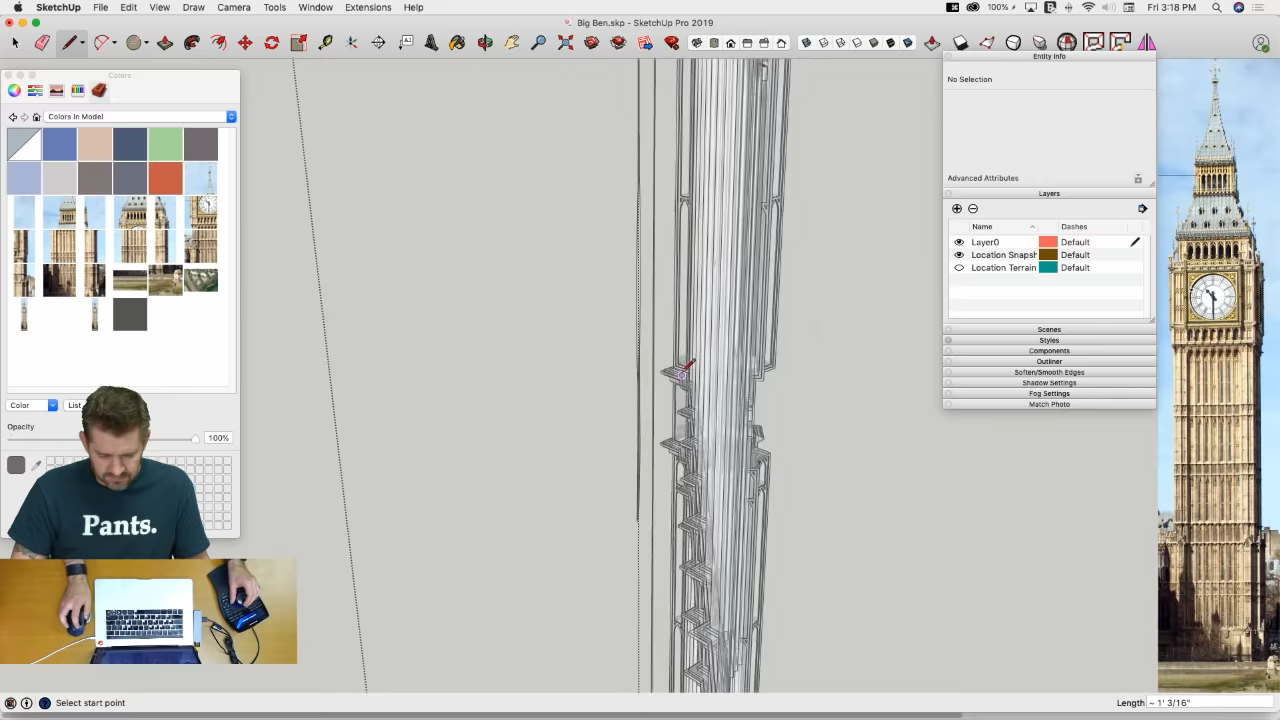 SketchUp File Edit View Draw Camera Tools Window Extensions Help
100% Fri 3:18 PM
Big Ben.skp - SketchUp Pro 2019
Colors
Colors In Model
Color
List
Opacity
100%
Pants.
Entity Info
No Selection
Advanced Attributes
Layers
Name Dashes
Layer0 Default
Location Snapsh Default
Location Terrain Default
Scenes
Styles
Components
Outliner
Soften/Smooth Edges
Shadow Settings
Fog Settings
Match Photo
Select start point
Length ~ 1' 3/16"